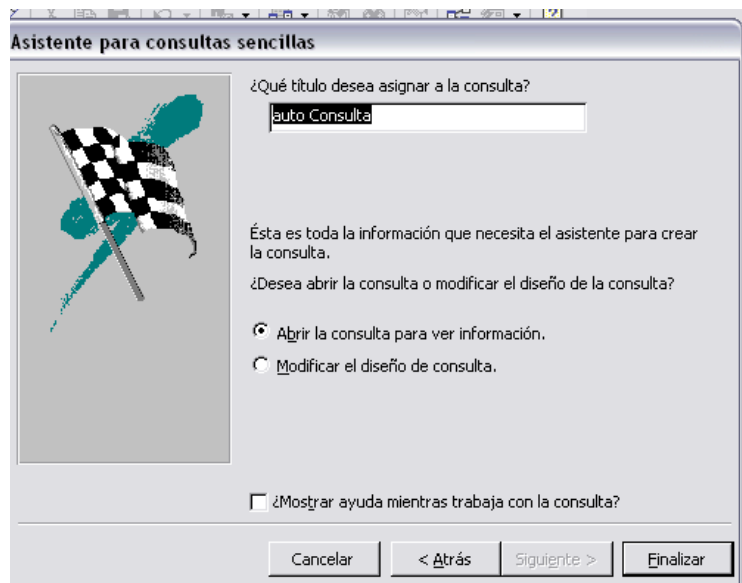 Asistente para consultas sencillas
¿Qué título desea asignar a la consulta?
auto Consulta
Ésta es toda la información que necesita el asistente para crear
la consulta.
¿Desea abrir la consulta o modificar el diseño de la consulta?
Abrir la consulta para ver información.
Modificar el diseño de consulta.
¿Mostrar ayuda mientras trabaja con la consulta?
Cancelar
< Atrás
Siguiente >
Finalizar